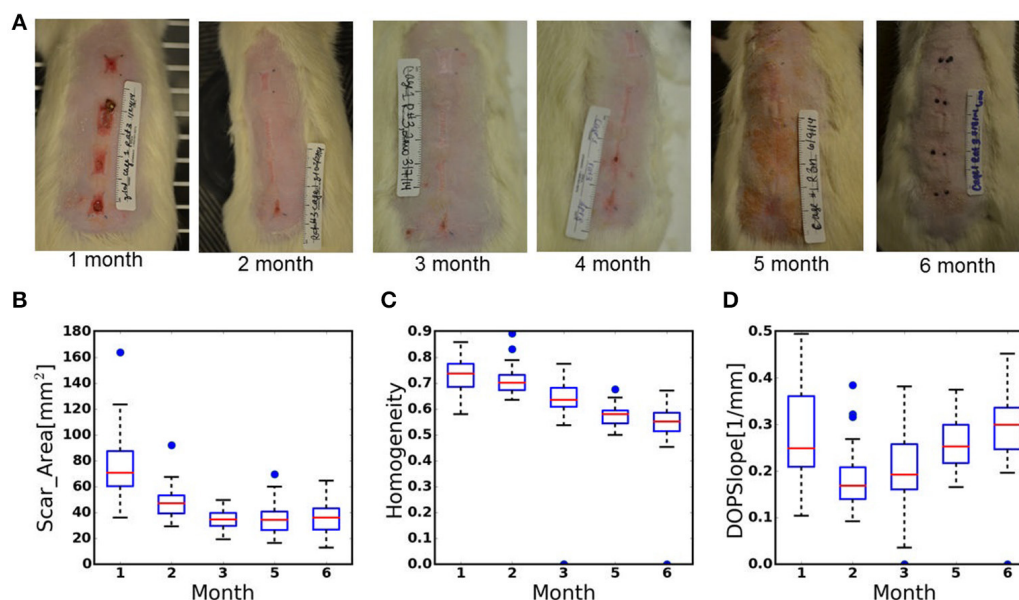 A
1 month
2 month
3 month
4 month
5 month
6 month
B
C
D
180
160
140
120
100
80
60
40
20
0
Scar_Area[mm²]
1 2 3 5 6
Month
0.9
0.8
0.7
0.6
0.5
0.4
0.3
0.2
0.1
0.0
Homogeneity
1 2 3 5 6
Month
0.5
0.4
0.3
0.2
0.1
0.0
DOPSlope[1/mm]
1 2 3 5 6
Month